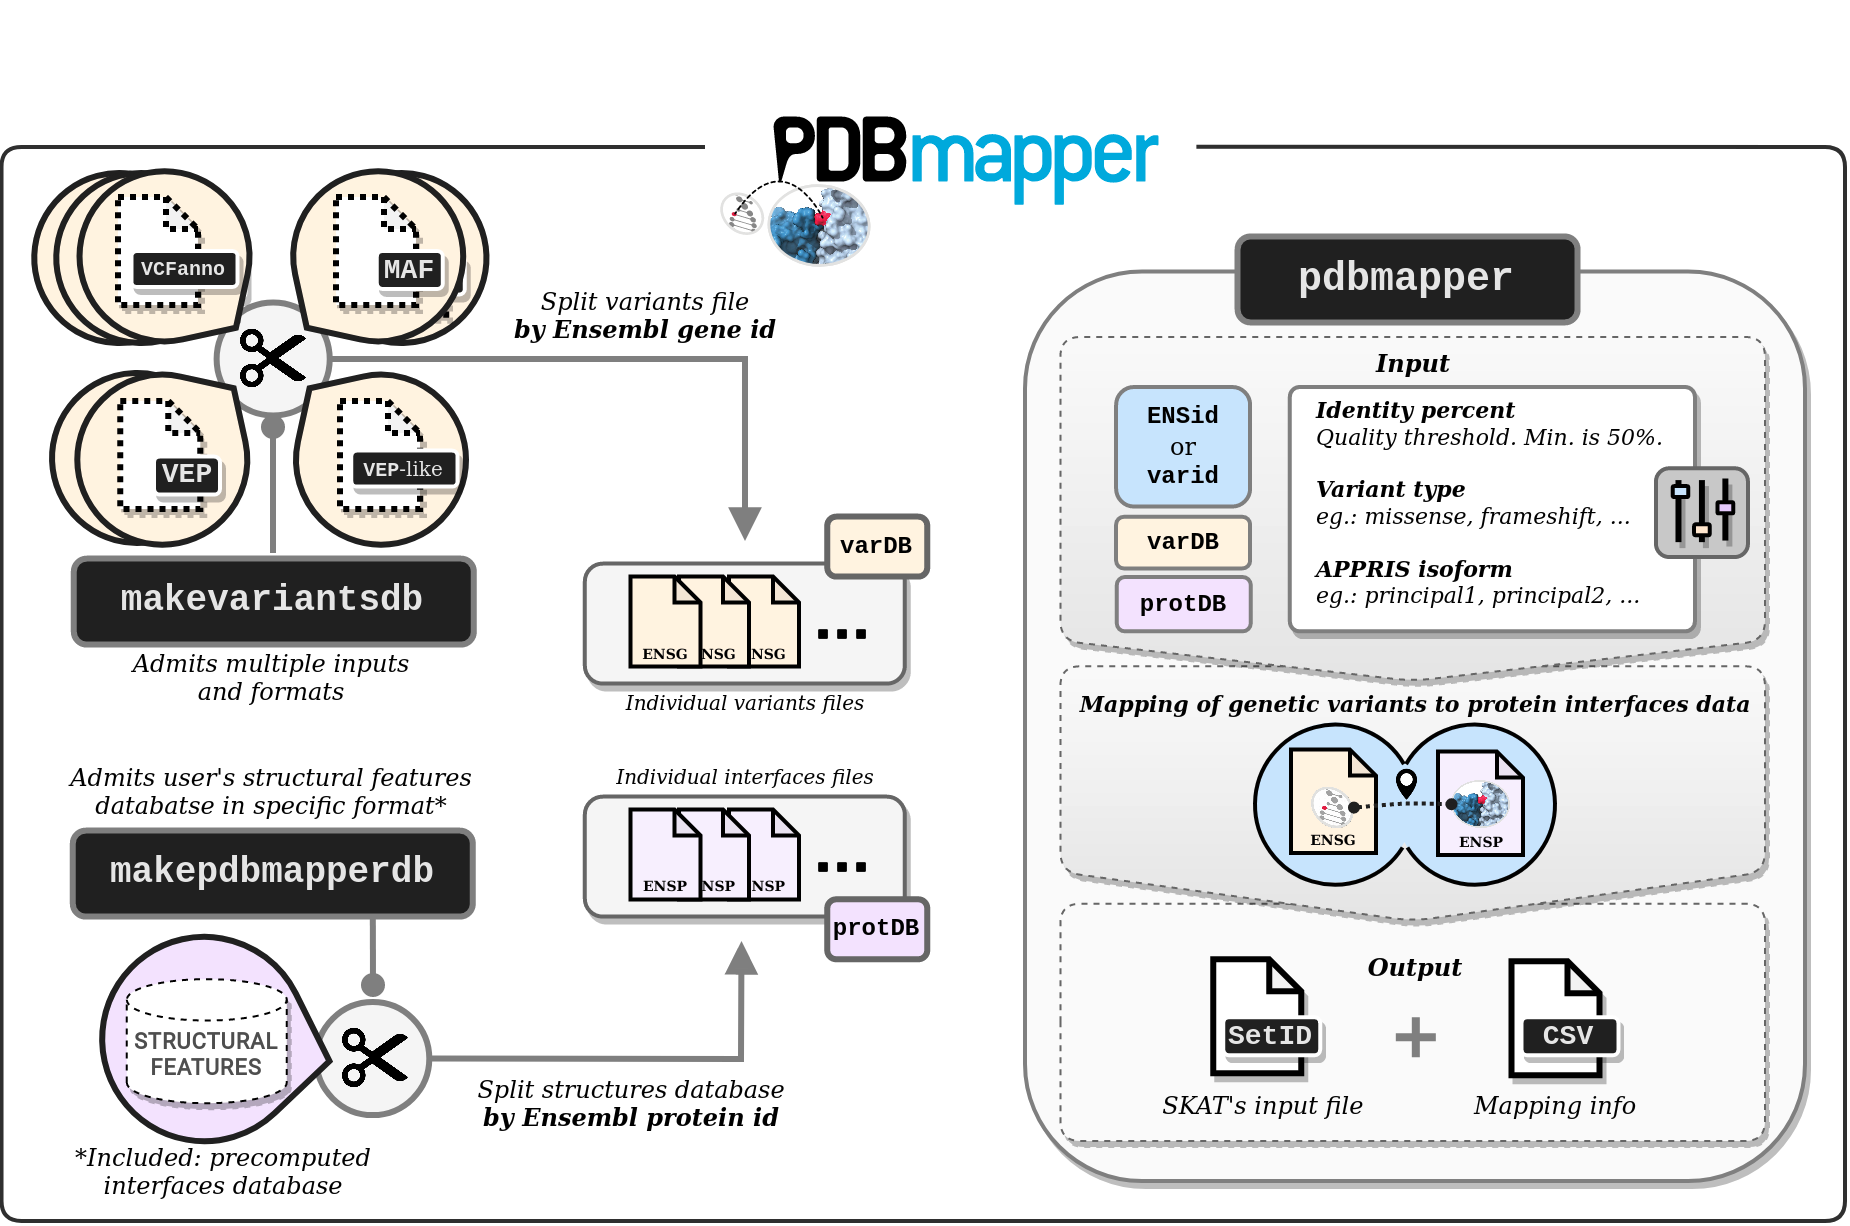 PDBmapper
VCFanno
MAF
VEP
VEP-like
makevariantsdb
Admits multiple inputs
and formats
Split variants file
by Ensembl gene id
varDB
ENSG
NSG
NSG
...
Individual variants files
Admits user's structural features
databatse in specific format*
makepdbmapperdb
STRUCTURAL
FEATURES
*Included: precomputed
interfaces database
Split structures database
by Ensembl protein id
Individual interfaces files
ENSP
NSP
NSP
...
protDB
pdbmapper
Input
ENSid
or
varid
varDB
protDB
Identity percent
Quality threshold. Min. is 50%.
Variant type
eg.: missense, frameshift, ...
APPRIS isoform
eg.: principal1, principal2, ...
Mapping of genetic variants to protein interfaces data
ENSG
ENSP
Output
SetID
+
CSV
SKAT's input file
Mapping info